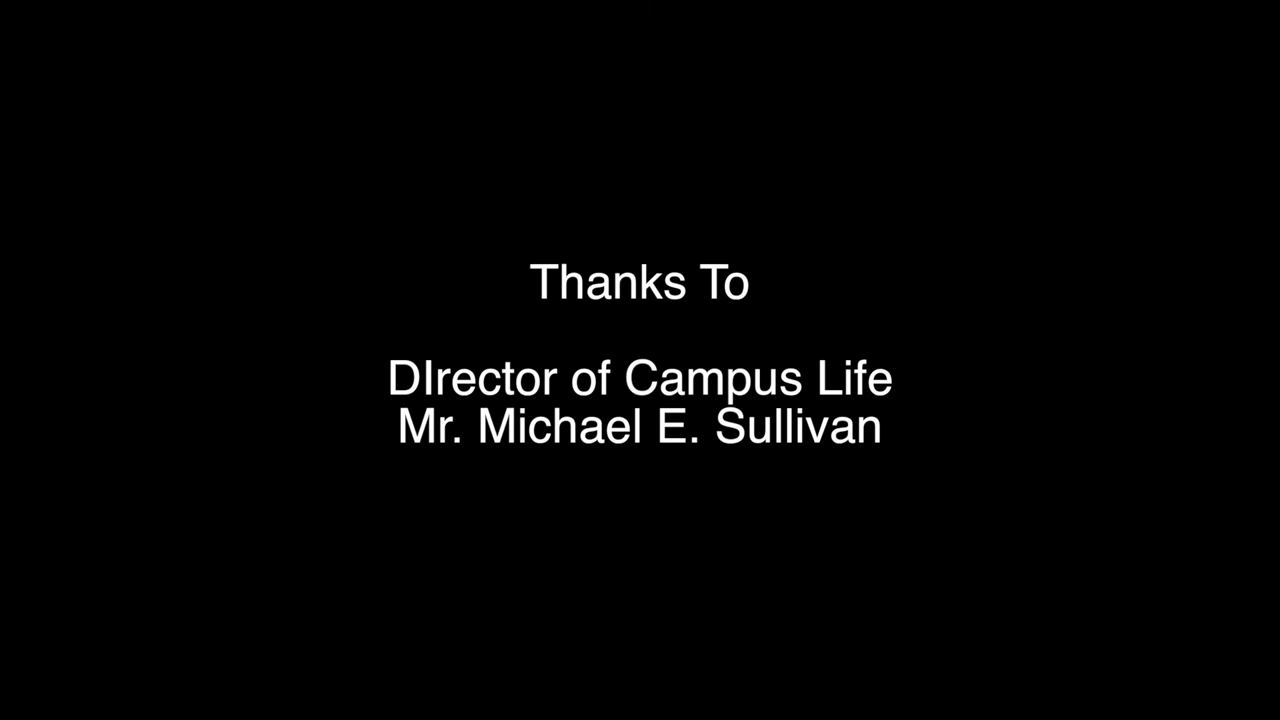 Thanks To
DIrector of Campus Life
Mr. Michael E. Sullivan